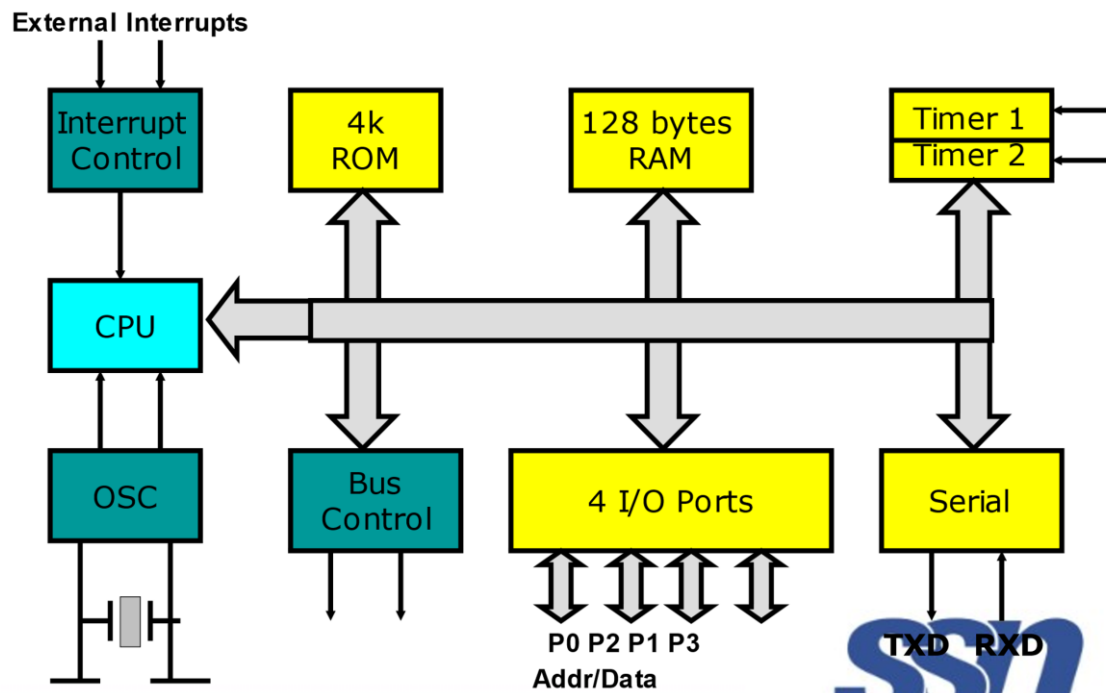 External Interrupts
Interrupt
Control
4k
ROM
128 bytes
RAM
Timer 1
Timer 2
CPU
OSC
Bus
Control
4 I/O Ports
Serial
P0 P2 P1 P3
Addr/Data
TXD RXD
ssn